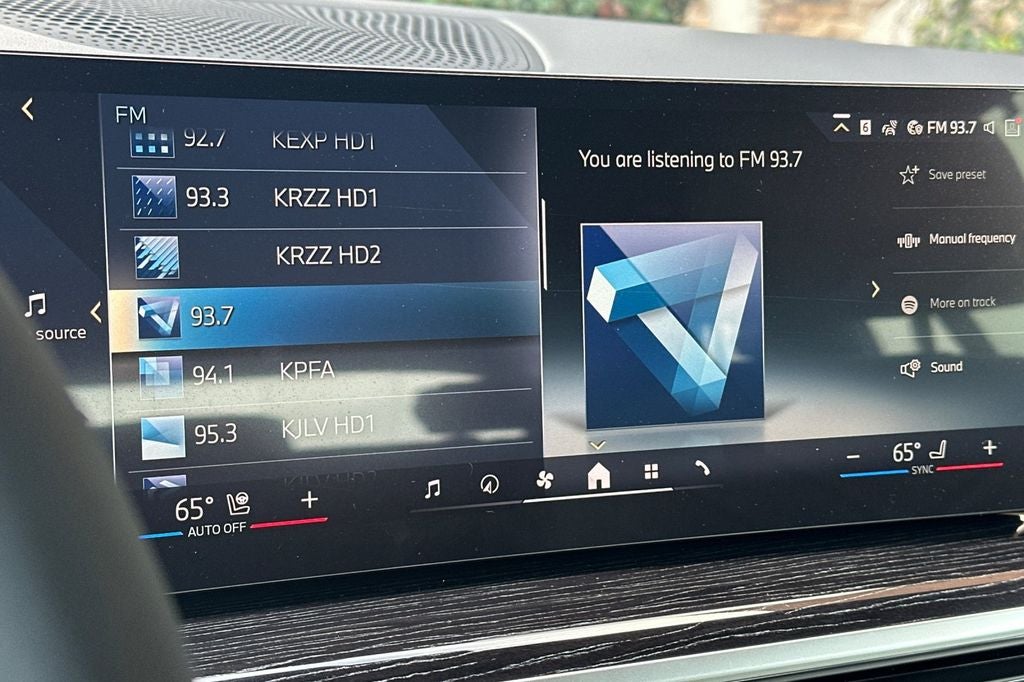 FM
92.7 KEXP HD1
93.3 KRZZ HD1
KRZZ HD2
93.7
94.1 KPFA
95.3 KJLV HD1
source
You are listening to FM 93.7
6 FM 93.7
Save preset
Manual frequency
More on track
Sound
65°
AUTO OFF
+
− 65° +
SYNC